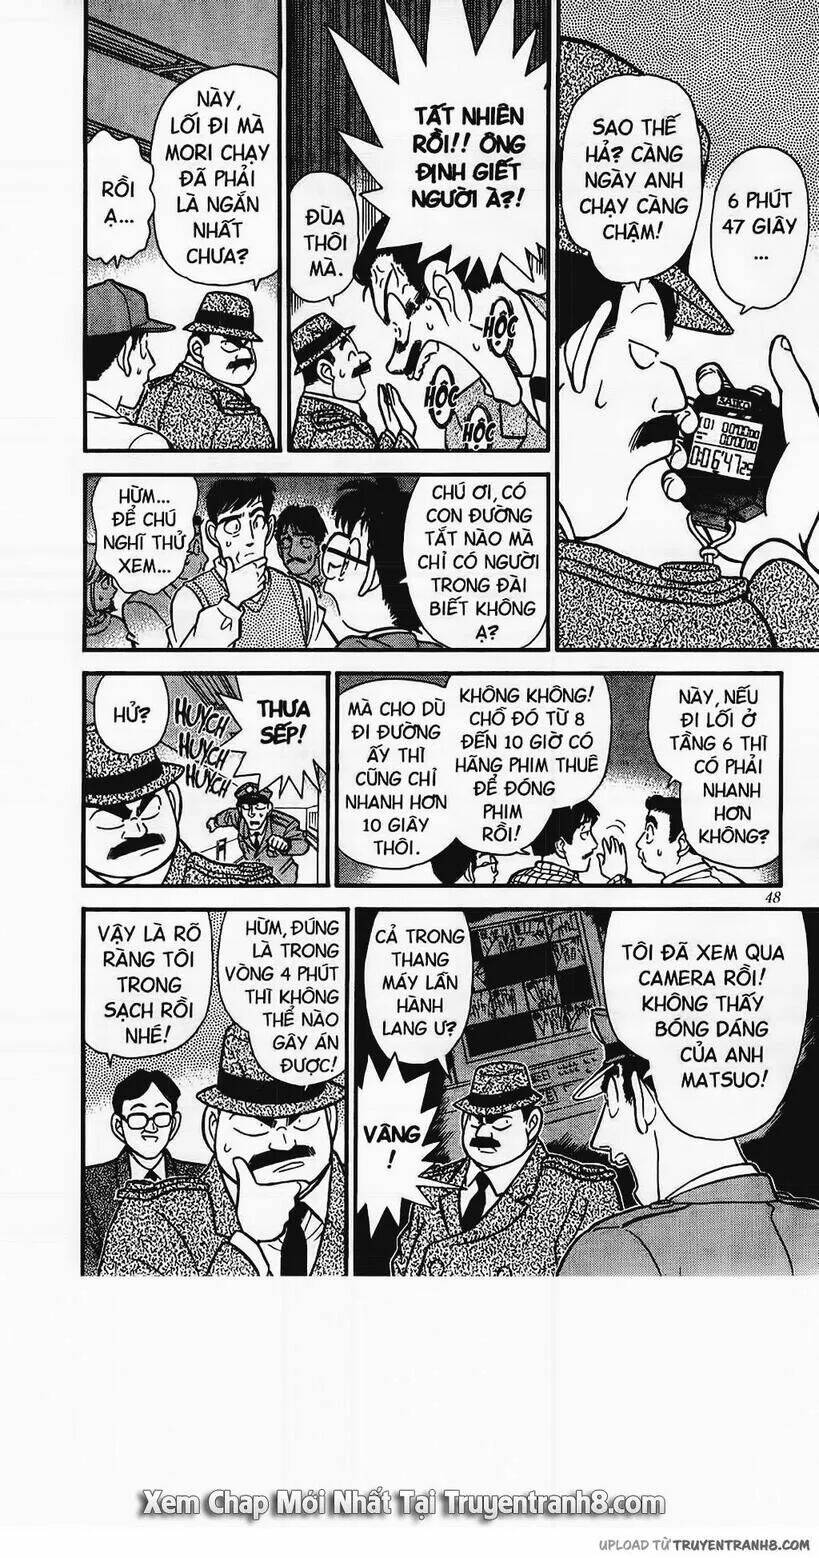 6 PHÚT
47 GIÂY
...
SAO THẾ
HẢ? CÀNG
NGÀY ANH
CHẠY CÀNG
CHẬM!
0:06'47
TẤT NHIÊN
RỒI!! ÔNG
ĐỊNH GIẾT
NGƯỜI À?!
HỘC
HỘC
HỘC
ĐÙA
THÔI
MÀ.
NÀY,
LỐI ĐI MÀ
MORI CHẠY
ĐÃ PHẢI
LÀ NGẮN
NHẤT
CHƯA?
RỒI
Ạ...
CHÚ ƠI, CÓ
CON ĐƯỜNG
TẮT NÀO MÀ
CHỈ CÓ NGƯỜI
TRONG ĐÀI
BIẾT KHÔNG
Ạ?
HỪM...
ĐỂ CHÚ
NGHĨ THỬ
XEM...
NÀY, NẾU
ĐI LỐI Ở
TẦNG 6 THÌ
CÓ PHẢI
NHANH
HƠN
KHÔNG?
KHÔNG KHÔNG!
CHỖ ĐÓ TỪ 8
ĐẾN 10 GIỜ CÓ
HÃNG PHIM THUÊ
ĐỂ ĐÓNG
PHIM
RỒI!
MÀ CHO DÙ
ĐI ĐƯỜNG
ẤY THÌ
CŨNG CHỈ
NHANH HƠN
10 GIÂY
THÔI.
THƯA
SẾP!
HUỴCH
HUỴCH
HUỴCH
HỬ?
48
TÔI ĐÃ XEM QUA
CAMERA RỒI!
KHÔNG THẤY
BÓNG DÁNG
CỦA ANH
MATSUO!
CẢ TRONG
THANG
MÁY LẪN
HÀNH
LANG Ư?
VÂNG
!
HỪM, ĐÚNG
LÀ TRONG
VÒNG 4 PHÚT
THÌ KHÔNG
THỂ NÀO
GÂY ÁN
ĐƯỢC!
VẬY LÀ RÕ
RÀNG TÔI
TRONG
SẠCH RỒI
NHÉ!
Xem Chap Mới Nhất Tại Truyentranh8.com
UPLOAD TỪ TRUYENTRANH8.COM